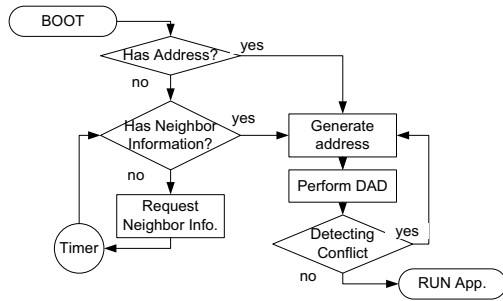 BOOT
Has Address?
yes
no
Has Neighbor
Information?
yes
no
Generate
address
Perform DAD
Request
Neighbor Info.
Timer
Detecting
Conflict
yes
no
RUN App.